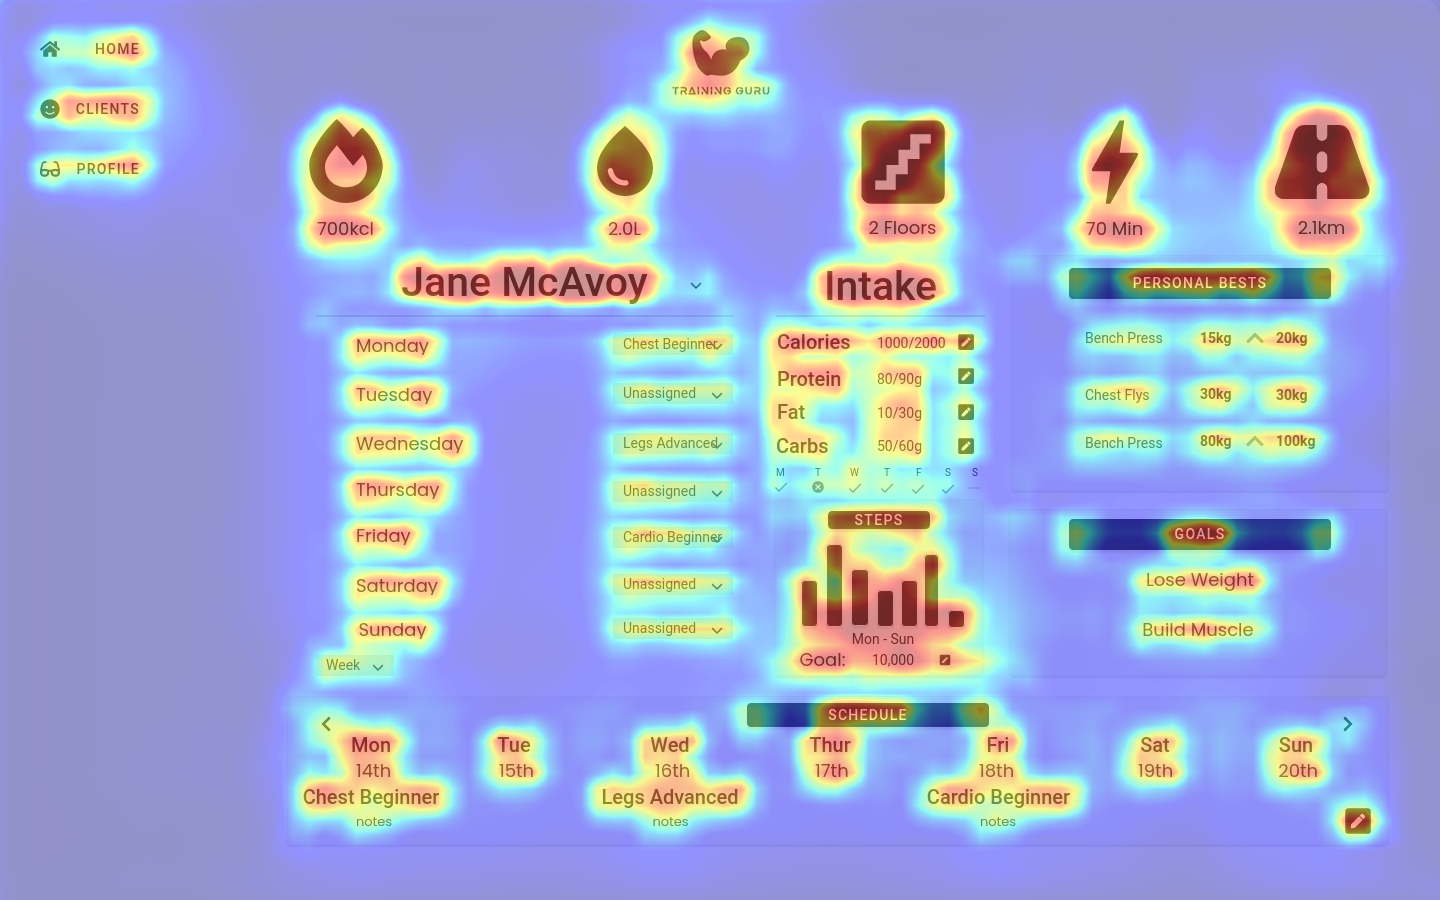 HOME
CLIENTS
PROFILE
TRAINING GURU
700kcl
2.0L
2 Floors
70 Min
2.1km
Jane McAvoy
Monday Chest Beginner
Tuesday Unassigned
Wednesday Legs Advanced
Thursday Unassigned
Friday Cardio Beginner
Saturday Unassigned
Sunday Unassigned
Week
Intake
Calories 1000/2000
Protein 80/90g
Fat 10/30g
Carbs 50/60g
M T W T F S S
STEPS
Mon - Sun
Goal: 10,000
PERSONAL BESTS
Bench Press 15kg 20kg
Chest Flys 30kg 30kg
Bench Press 80kg 100kg
GOALS
Lose Weight
Build Muscle
SCHEDULE
Mon Tue Wed Thur Fri Sat Sun
14th 15th 16th 17th 18th 19th 20th
Chest Beginner Legs Advanced Cardio Beginner
notes notes notes